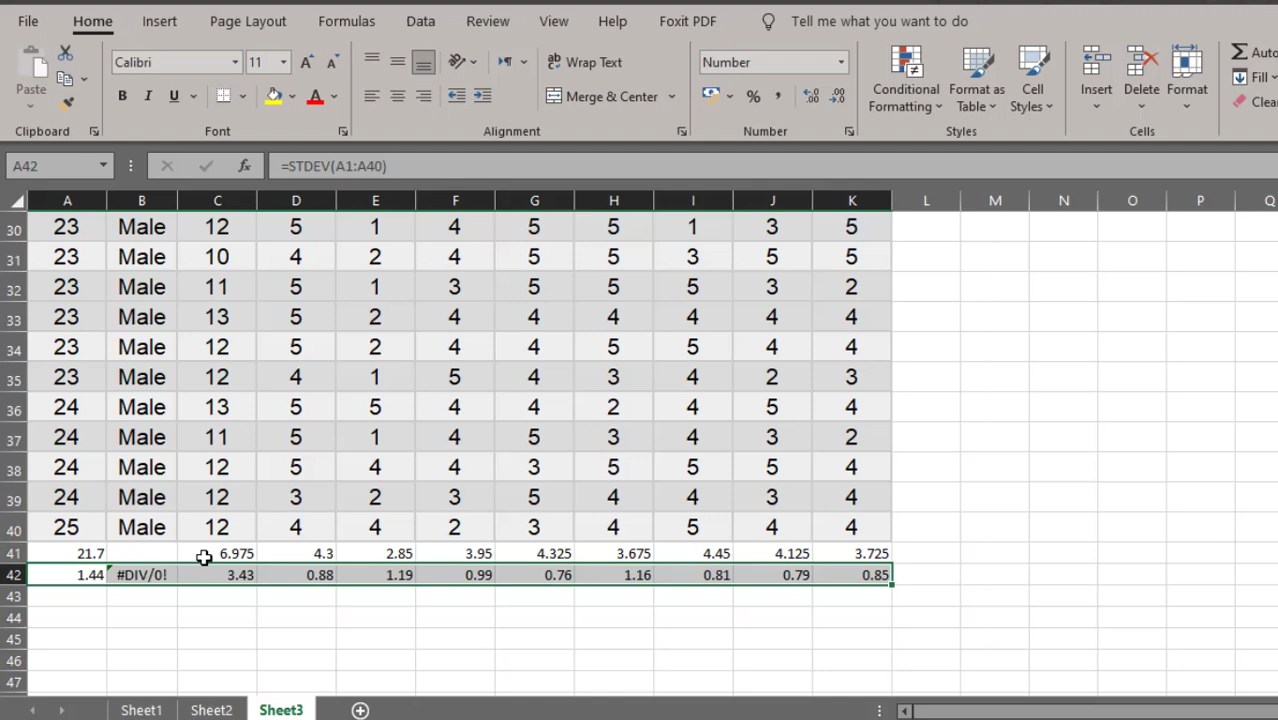 File Home Insert Page Layout Formulas Data Review View Help Foxit PDF Tell me what you want to do
Calibri 11 Wrap Text Number Auto
Paste Merge & Center Conditional Formatting Format as Table Cell Styles Insert Delete Format Fill
B I U A % , Clea
Clipboard Font Alignment Number Styles Cells
A42 fx =STDEV(A1:A40)
A B C D E F G H I J K L M N O P Q
30 23 Male 12 5 1 4 5 5 1 3 5
31 23 Male 10 4 2 4 5 5 3 5 5
32 23 Male 11 5 1 3 5 5 5 3 2
33 23 Male 13 5 2 4 4 4 4 4 4
34 23 Male 12 5 2 4 4 5 5 4 4
35 23 Male 12 4 1 5 4 3 4 2 3
36 24 Male 13 5 5 4 4 2 4 5 4
37 24 Male 11 5 1 4 5 3 4 3 2
38 24 Male 12 5 4 4 3 5 5 5 4
39 24 Male 12 3 2 3 5 4 4 3 4
40 25 Male 12 4 4 2 3 4 5 4 4
41 21.7 6.975 4.3 2.85 3.95 4.325 3.675 4.45 4.125 3.725
42 1.44 #DIV/0! 3.43 0.88 1.19 0.99 0.76 1.16 0.81 0.79 0.85
43
44
45
46
47
Sheet1 Sheet2 Sheet3